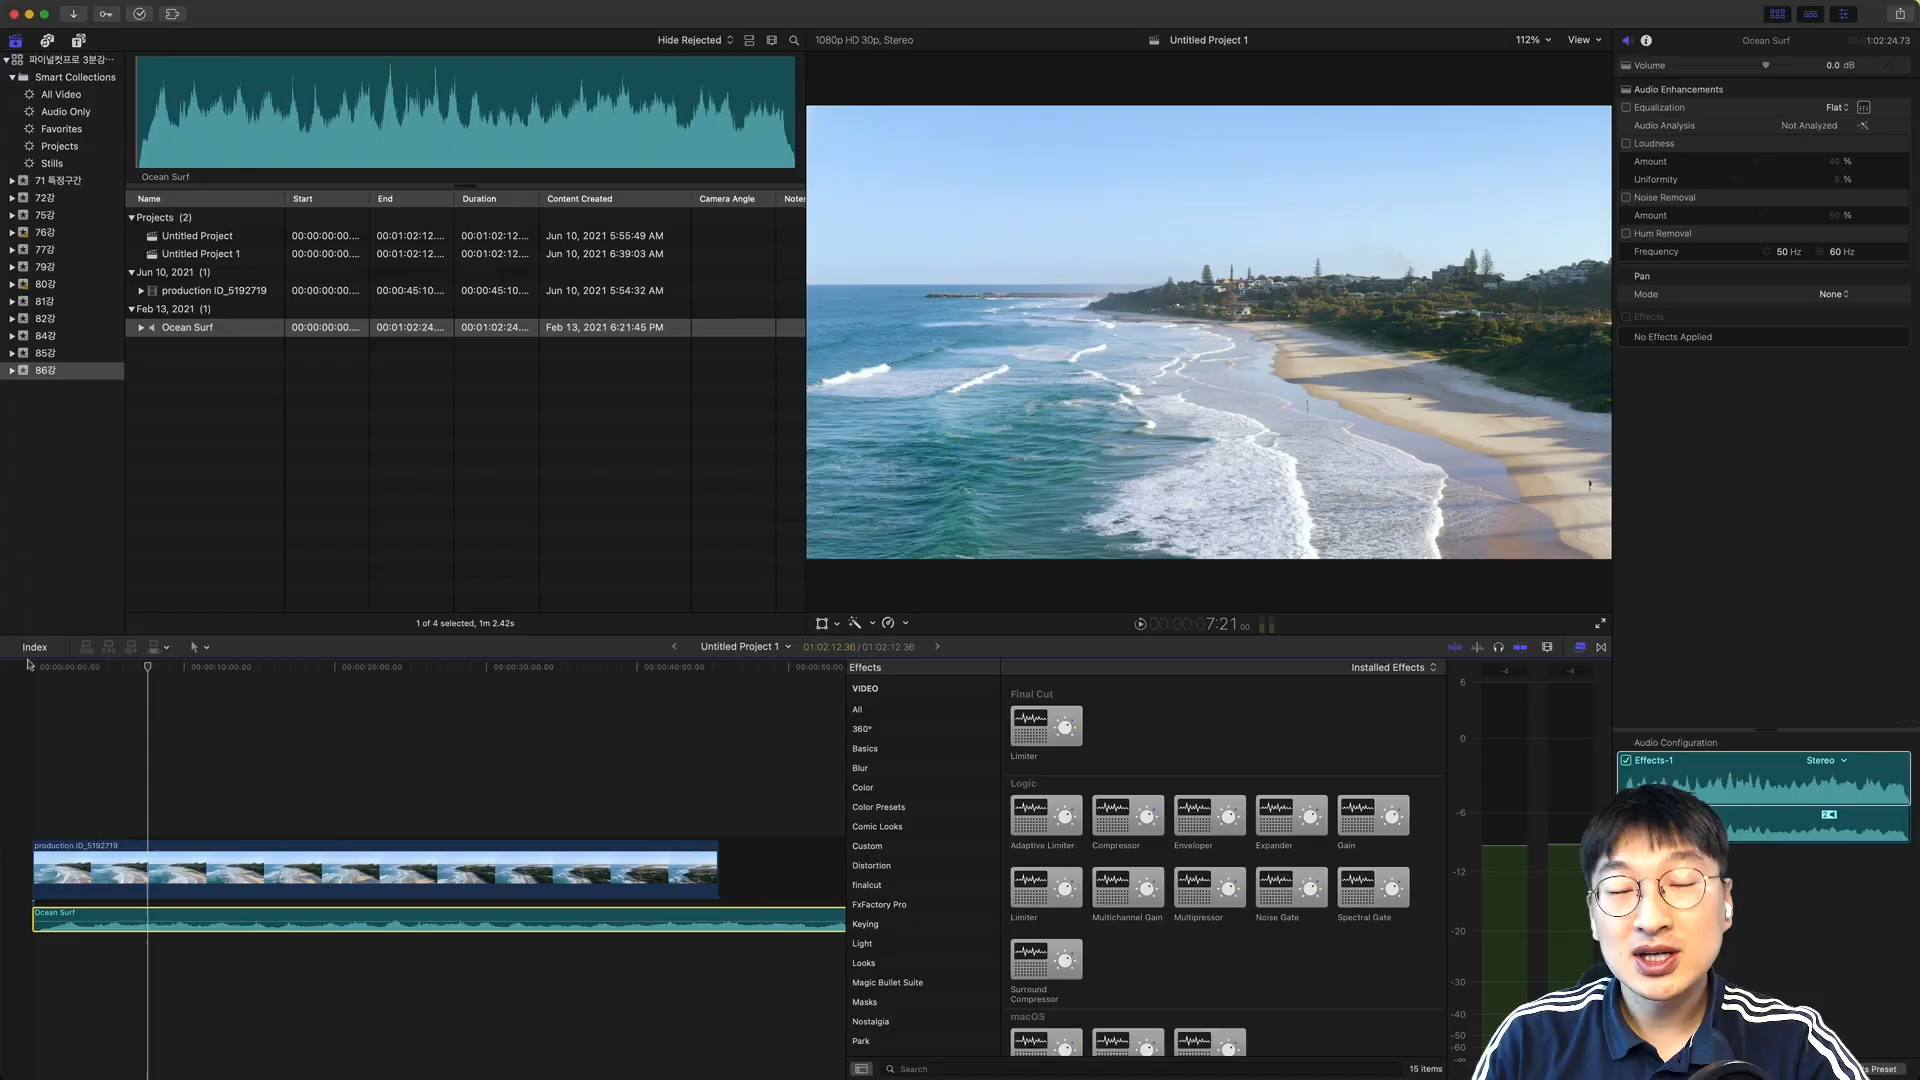 Hide Rejected
1080p HD 30p, Stereo
Untitled Project 1
112%
View
Ocean Surf
1:02:24.73
파이널컷프로 3분강…
Smart Collections
All Video
Audio Only
Favorites
Projects
Stills
71 특정구간
72강
75강
76강
77강
79강
80강
81강
82강
84강
85강
86강
Ocean Surf
Name Start End Duration Content Created Camera Angle Notes
Projects (2)
Untitled Project 00:00:00:00.... 00:01:02:12.... 00:01:02:12.... Jun 10, 2021 5:55:49 AM
Untitled Project 1 00:00:00:00.... 00:01:02:12.... 00:01:02:12.... Jun 10, 2021 6:39:03 AM
Jun 10, 2021 (1)
production ID_5192719 00:00:00:00.... 00:00:45:10.... 00:00:45:10.... Jun 10, 2021 5:54:32 AM
Feb 13, 2021 (1)
Ocean Surf 00:00:00:00.... 00:01:02:24.... 00:01:02:24.... Feb 13, 2021 6:21:45 PM
1 of 4 selected, 1m 2.42s
00:00:00:07:21.00
Volume 0.0 dB
Audio Enhancements
Equalization Flat
Audio Analysis Not Analyzed
Loudness
Amount 40 %
Uniformity 5 %
Noise Removal
Amount 50 %
Hum Removal
Frequency 50 Hz 60 Hz
Pan
Mode None
Effects
No Effects Applied
Audio Configuration
Effects-1 Stereo
2
Index
Untitled Project 1
01:02:12.36 / 01:02:12.36
00:00:00:00.00
00:00:10:00.00
00:00:20:00.00
00:00:30:00.00
00:00:40:00.00
00:00:50:00.
production ID_5192719
Ocean Surf
Effects
Installed Effects
VIDEO
All
360°
Basics
Blur
Color
Color Presets
Comic Looks
Custom
Distortion
finalcut
FxFactory Pro
Keying
Light
Looks
Magic Bullet Suite
Masks
Nostalgia
Park
Final Cut
Limiter
Logic
Adaptive Limiter
Compressor
Enveloper
Expander
Gain
Limiter
Multichannel Gain
Multipressor
Noise Gate
Spectral Gate
Surround
Compressor
macOS
Search
15 items
-4 -4
6
0
-6
-12
-20
-30
-40
-50
-60
-∞
s Preset